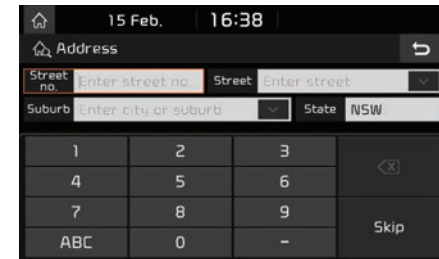 15 Feb. 16:38
Address
Street no. Enter street no Street Enter street
Suburb Enter city or suburb State NSW
1 2 3
4 5 6
7 8 9 Skip
ABC 0 -